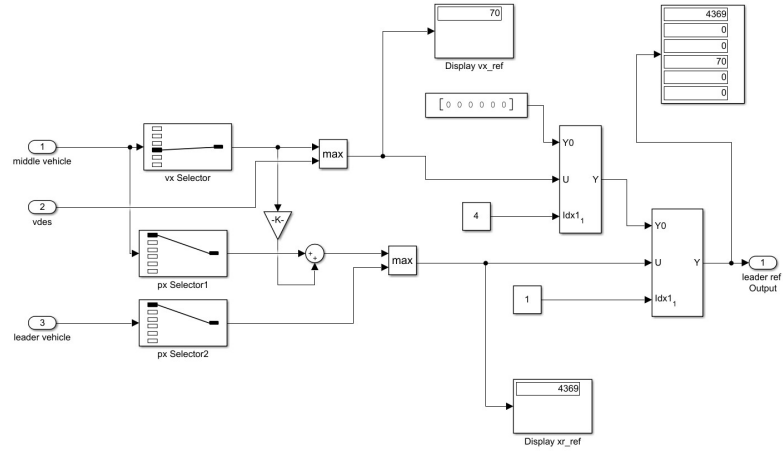 70
Display vx_ref
4369
0
0
70
0
0
[0 0 0 0 0 0]
1
middle vehicle
vx Selector
max
Y0
U
Y
Idx1 1
2
vdes
4
-K-
Y0
U
Y
Idx1 1
1
leader ref
Output
px Selector1
+
+
max
1
3
leader vehicle
px Selector2
4369
Display xr_ref